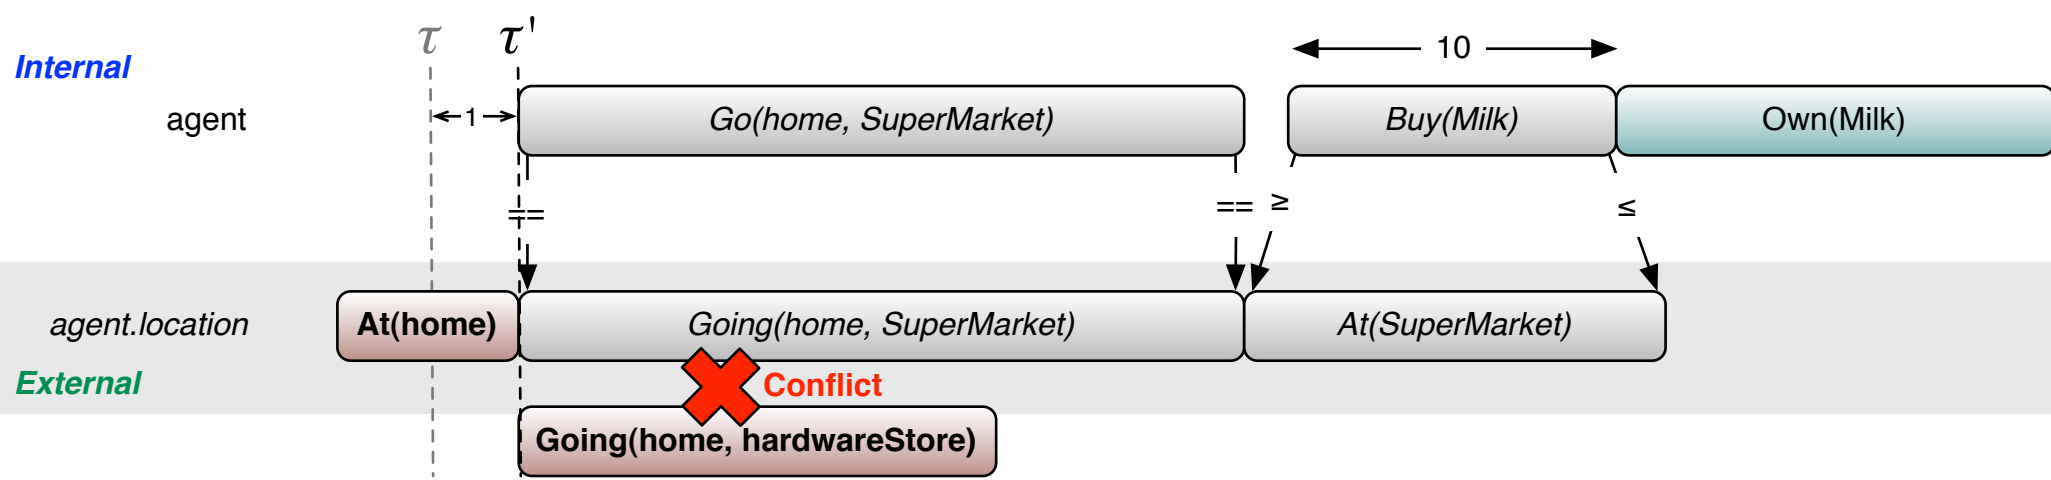 τ τ'
10
Internal
agent 1 Go(home, SuperMarket) Buy(Milk) Own(Milk)
== == ≥ ≤
agent.location At(home) Going(home, SuperMarket) At(SuperMarket)
External Conflict
Going(home, hardwareStore)